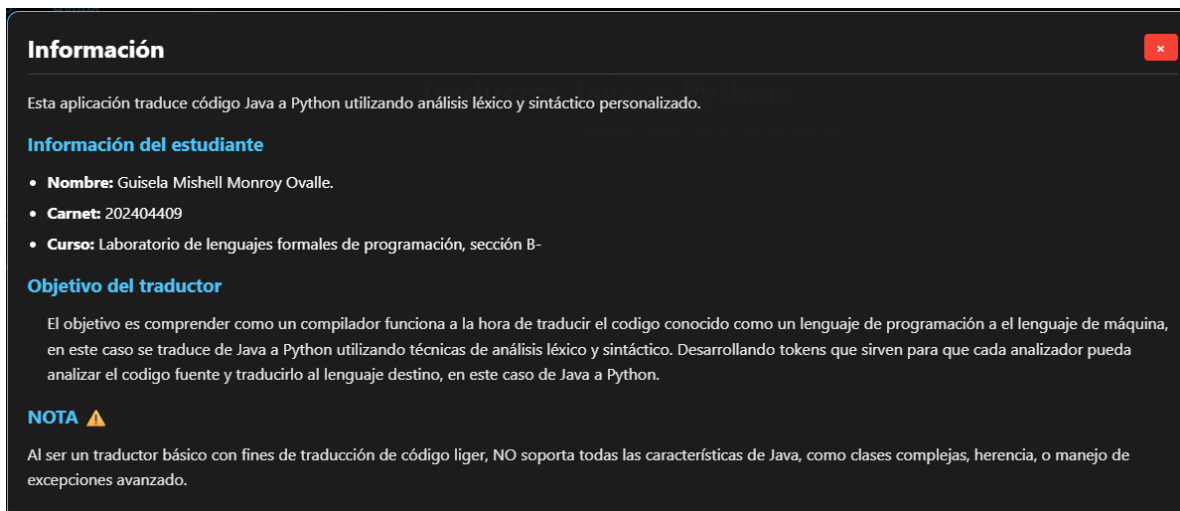 Información
×
Esta aplicación traduce código Java a Python utilizando análisis léxico y sintáctico personalizado.
Información del estudiante
• Nombre: Guisela Mishell Monroy Ovalle.
• Carnet: 202404409
• Curso: Laboratorio de lenguajes formales de programación, sección B-
Objetivo del traductor
El objetivo es comprender como un compilador funciona a la hora de traducir el codigo conocido como un lenguaje de programación a el lenguaje de máquina,
en este caso se traduce de Java a Python utilizando técnicas de análisis léxico y sintáctico. Desarrollando tokens que sirven para que cada analizador pueda
analizar el codigo fuente y traducirlo al lenguaje destino, en este caso de Java a Python.
NOTA ⚠
Al ser un traductor básico con fines de traducción de código liger, NO soporta todas las características de Java, como clases complejas, herencia, o manejo de
excepciones avanzado.